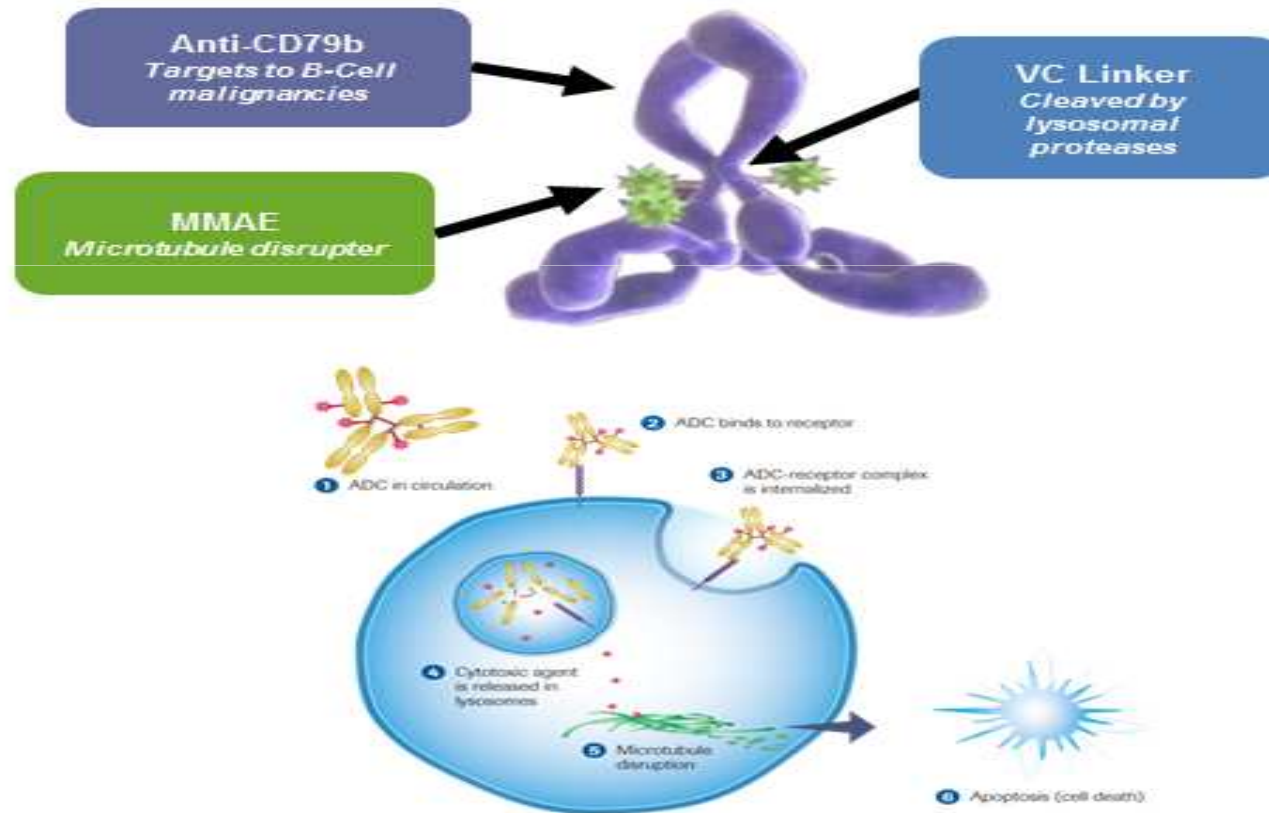 Anti-CD79b
Targets to B-Cell
malignancies
VC Linker
Cleaved by
lysosomal
proteases
MMAE
Microtubule disrupter
1 ADC in circulation
2 ADC binds to receptor
3 ADC-receptor complex
is internalized
4 Cytotoxic agent
is released in
lysosomes
5 Microtubule
disruption
6 Apoptosis (cell death)